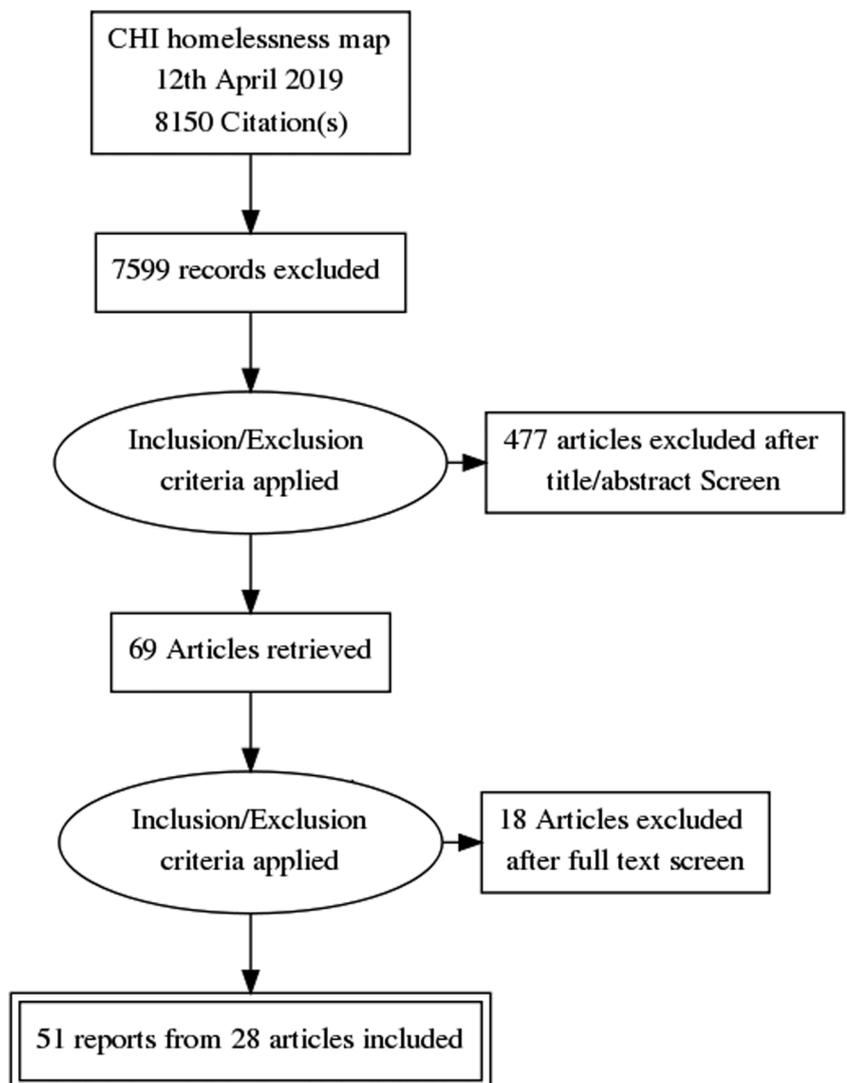 CHI homelessness map
12th April 2019
8150 Citation(s)
7599 records excluded
Inclusion/Exclusion
criteria applied
477 articles excluded after
title/abstract Screen
69 Articles retrieved
Inclusion/Exclusion
criteria applied
18 Articles excluded
after full text screen
51 reports from 28 articles included